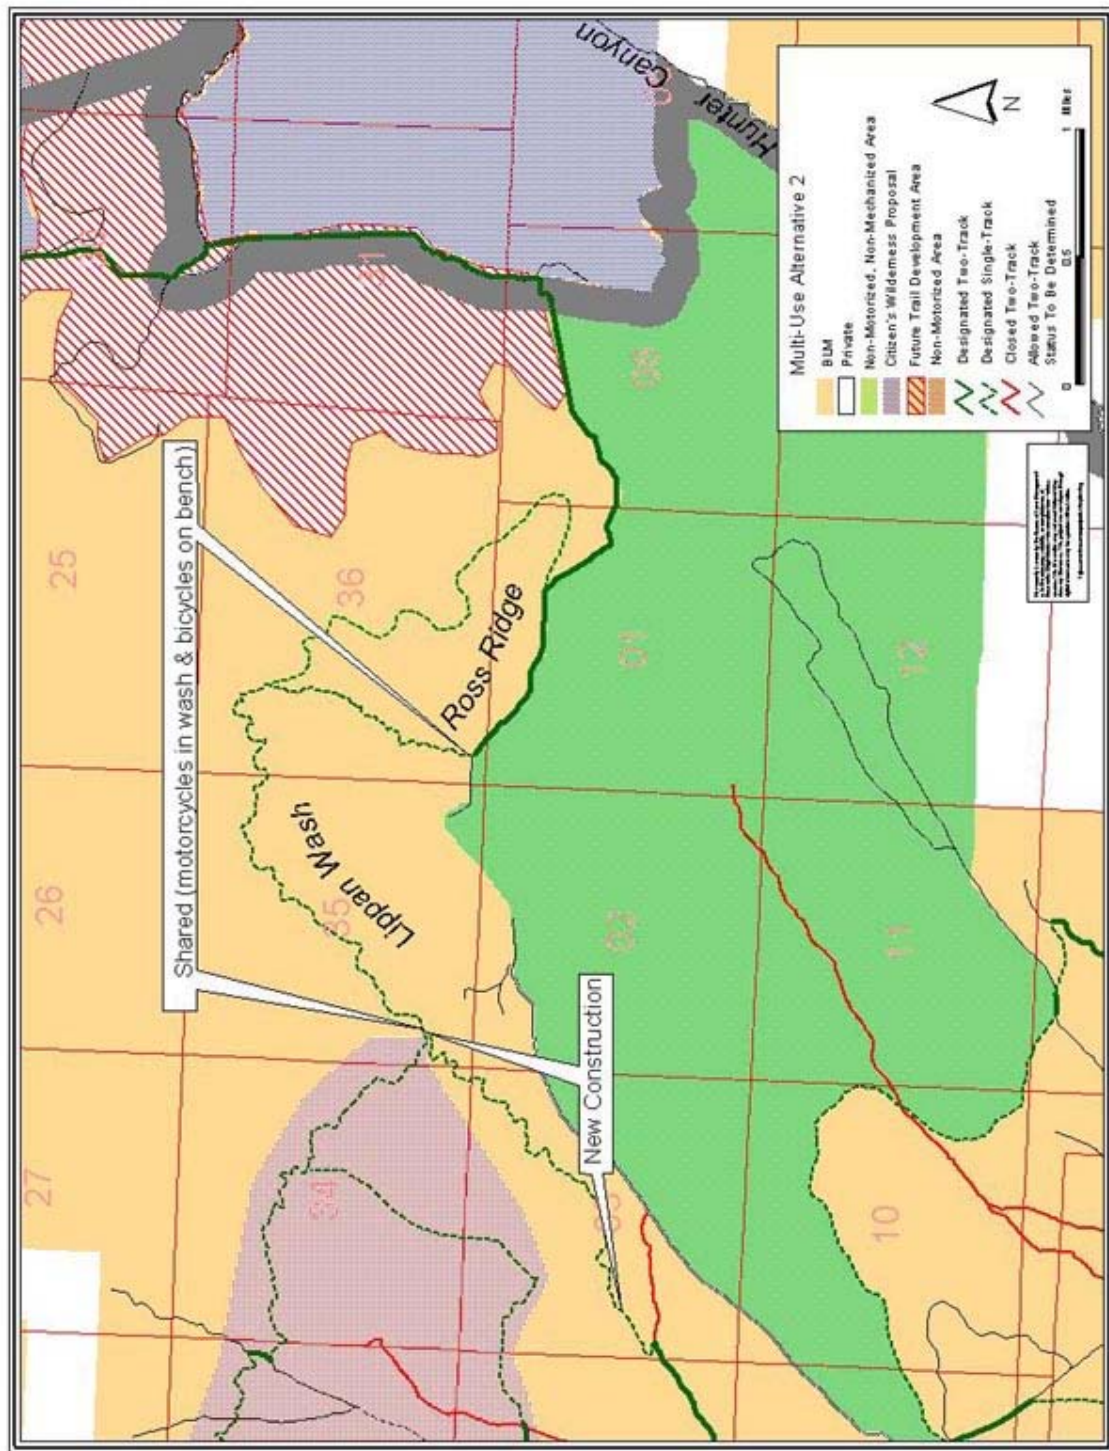 Hunter Canyon
Shared (motorcycles in wash & bicycles on bench)
Ross Ridge
Lippan Wash
New Construction
25
26
27
36
35
34
31
06
01
02
03
12
11
10
Multi-Use Alternative 2
BLM
Private
Non-Motorized, Non-Mechanized Area
Citizen's Wilderness Proposal
Future Trail Development Area
Non-Motorized Area
Designated Two-Track
Designated Single-Track
Closed Two-Track
Allowed Two-Track
Status To Be Determined
N
0
0.5
1 Miles